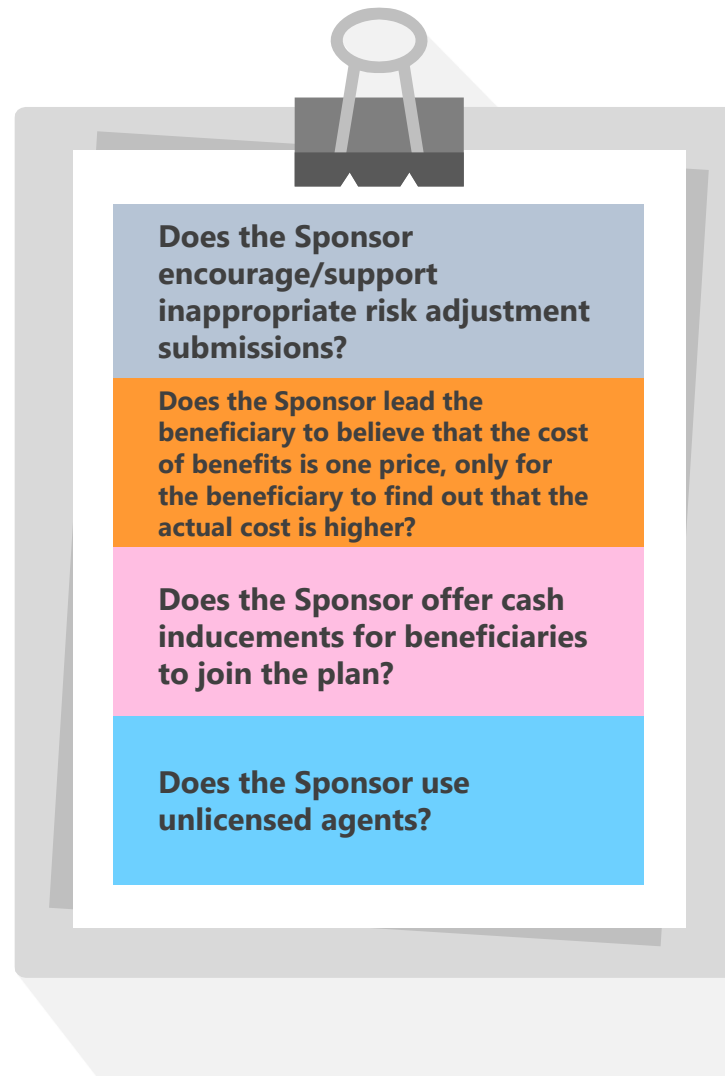 Does the Sponsor
encourage/support
inappropriate risk adjustment
submissions?
Does the Sponsor lead the
beneficiary to believe that the cost
of benefits is one price, only for
the beneficiary to find out that the
actual cost is higher?
Does the Sponsor offer cash
inducements for beneficiaries
to join the plan?
Does the Sponsor use
unlicensed agents?